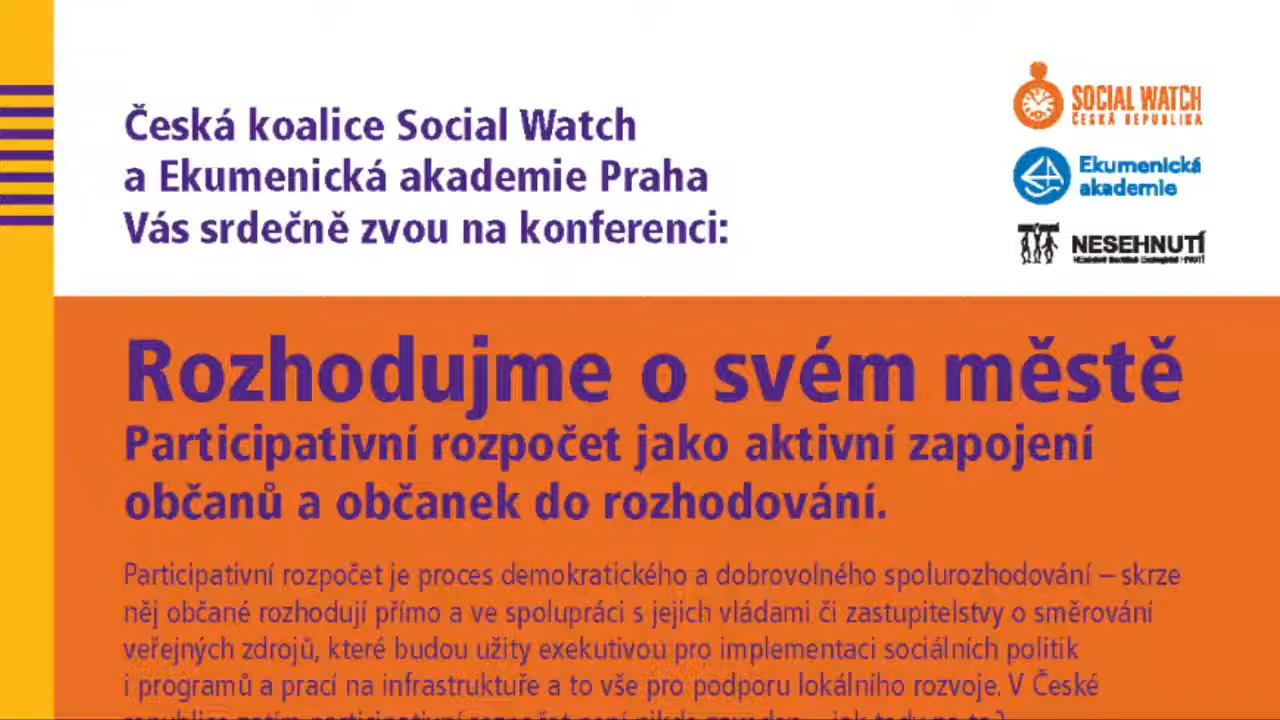 Česká koalice Social Watch
a Ekumenická akademie Praha
Vás srdečně zvou na konferenci:
SOCIAL WATCH
ČESKÁ REPUBLIKA
Ekumenická
akademie
NESEHNUTÍ
Rozhodujme o svém městě
Participativní rozpočet jako aktivní zapojení
občanů a občanek do rozhodování.
Participativní rozpočet je proces demokratického a dobrovolného spolurozhodování – skrze
něj občané rozhodují přímo a ve spolupráci s jejich vládami či zastupitelstvy o směrování
veřejných zdrojů, které budou užity exekutivou pro implementaci sociálních politik
i programů a prací na infrastruktuře a to vše pro podporu lokálního rozvoje. V České